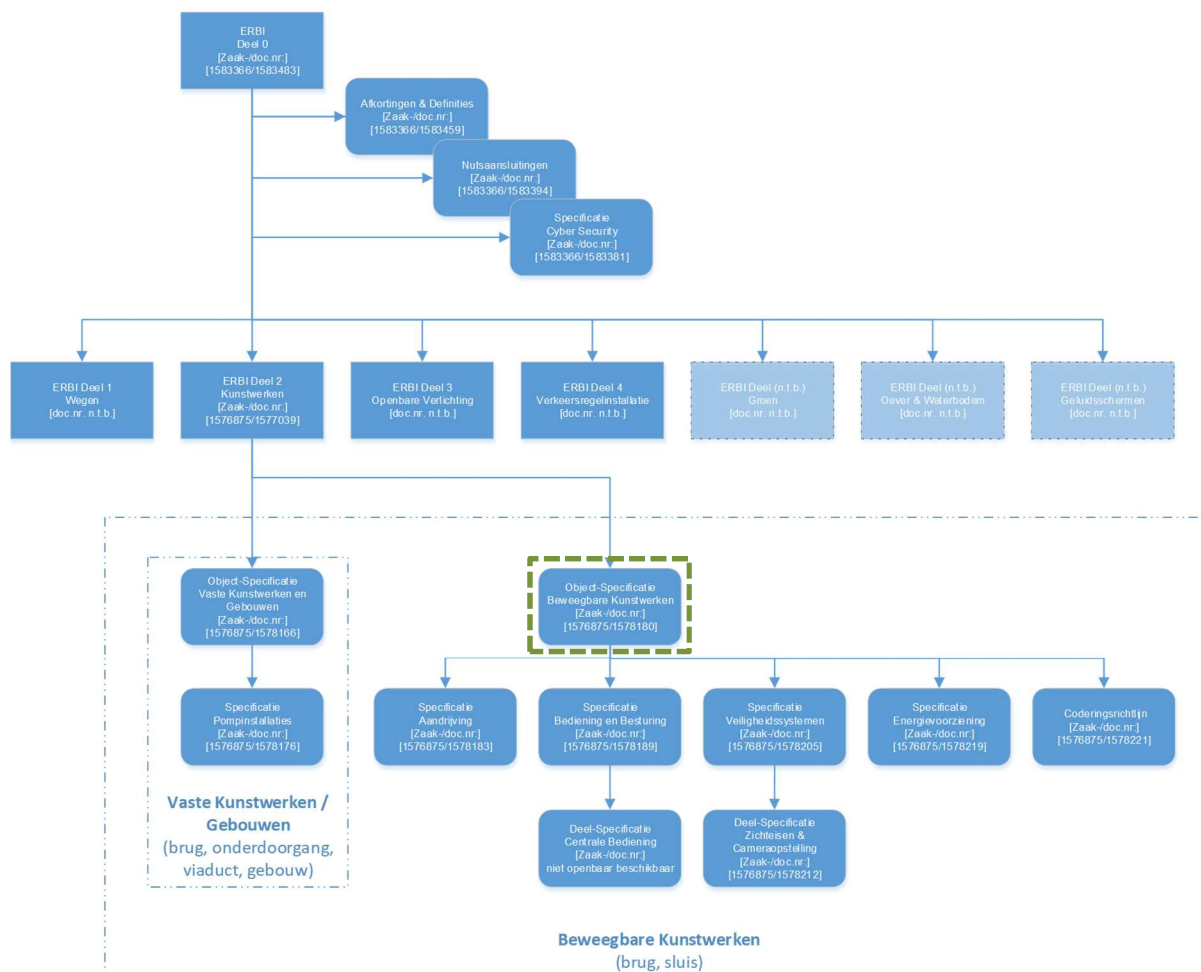 ERBI
Deel 0
[Zaak-/doc.nr:]
[1583366/1583483]
Afkortingen & Definities
[Zaak-/doc.nr:]
[1583366/1583459]
Nutsaansluitingen
[Zaak-/doc.nr:]
[1583366/1583394]
Specificatie
Cyber Security
[Zaak-/doc.nr:]
[1583366/1583381]
ERBI Deel 1
Wegen
[doc.nr. n.t.b.]
ERBI Deel 2
Kunstwerken
[Zaak-/doc.nr:]
[1576875/1577039]
ERBI Deel 3
Openbare Verlichting
[doc.nr. n.t.b.]
ERBI Deel 4
Verkeersregelinstallatie
[doc.nr. n.t.b.]
ERBI Deel (n.t.b.)
Groen
[doc.nr. n.t.b.]
ERBI Deel (n.t.b.)
Oever & Waterbodem
[doc.nr. n.t.b.]
ERBI Deel (n.t.b.)
Geluidsschermen
[doc.nr. n.t.b.]
Object-Specificatie
Vaste Kunstwerken en
Gebouwen
[Zaak-/doc.nr:]
[1576875/1578166]
Object-Specificatie
Beweegbare Kunstwerken
[Zaak-/doc.nr:]
[1576875/1578180]
Specificatie
Pompinstallaties
[Zaak-/doc.nr:]
[1576875/1578176]
Specificatie
Aandrijving
[Zaak-/doc.nr:]
[1576875/1578183]
Specificatie
Bediening en Besturing
[Zaak-/doc.nr:]
[1576875/1578189]
Specificatie
Veiligheidssystemen
[Zaak-/doc.nr:]
[1576875/1578205]
Specificatie
Energievoorziening
[Zaak-/doc.nr:]
[1576875/1578219]
Coderingsrichtlijn
[Zaak-/doc.nr:]
[1576875/1578221]
Vaste Kunstwerken /
Gebouwen
(brug, onderdoorgang,
viaduct, gebouw)
Deel-Specificatie
Centrale Bediening
[Zaak-/doc.nr:]
niet openbaar beschikbaar
Deel-Specificatie
Zichteisen &
Cameraopstelling
[Zaak-/doc.nr:]
[1576875/1578212]
Beweegbare Kunstwerken
(brug, sluis)